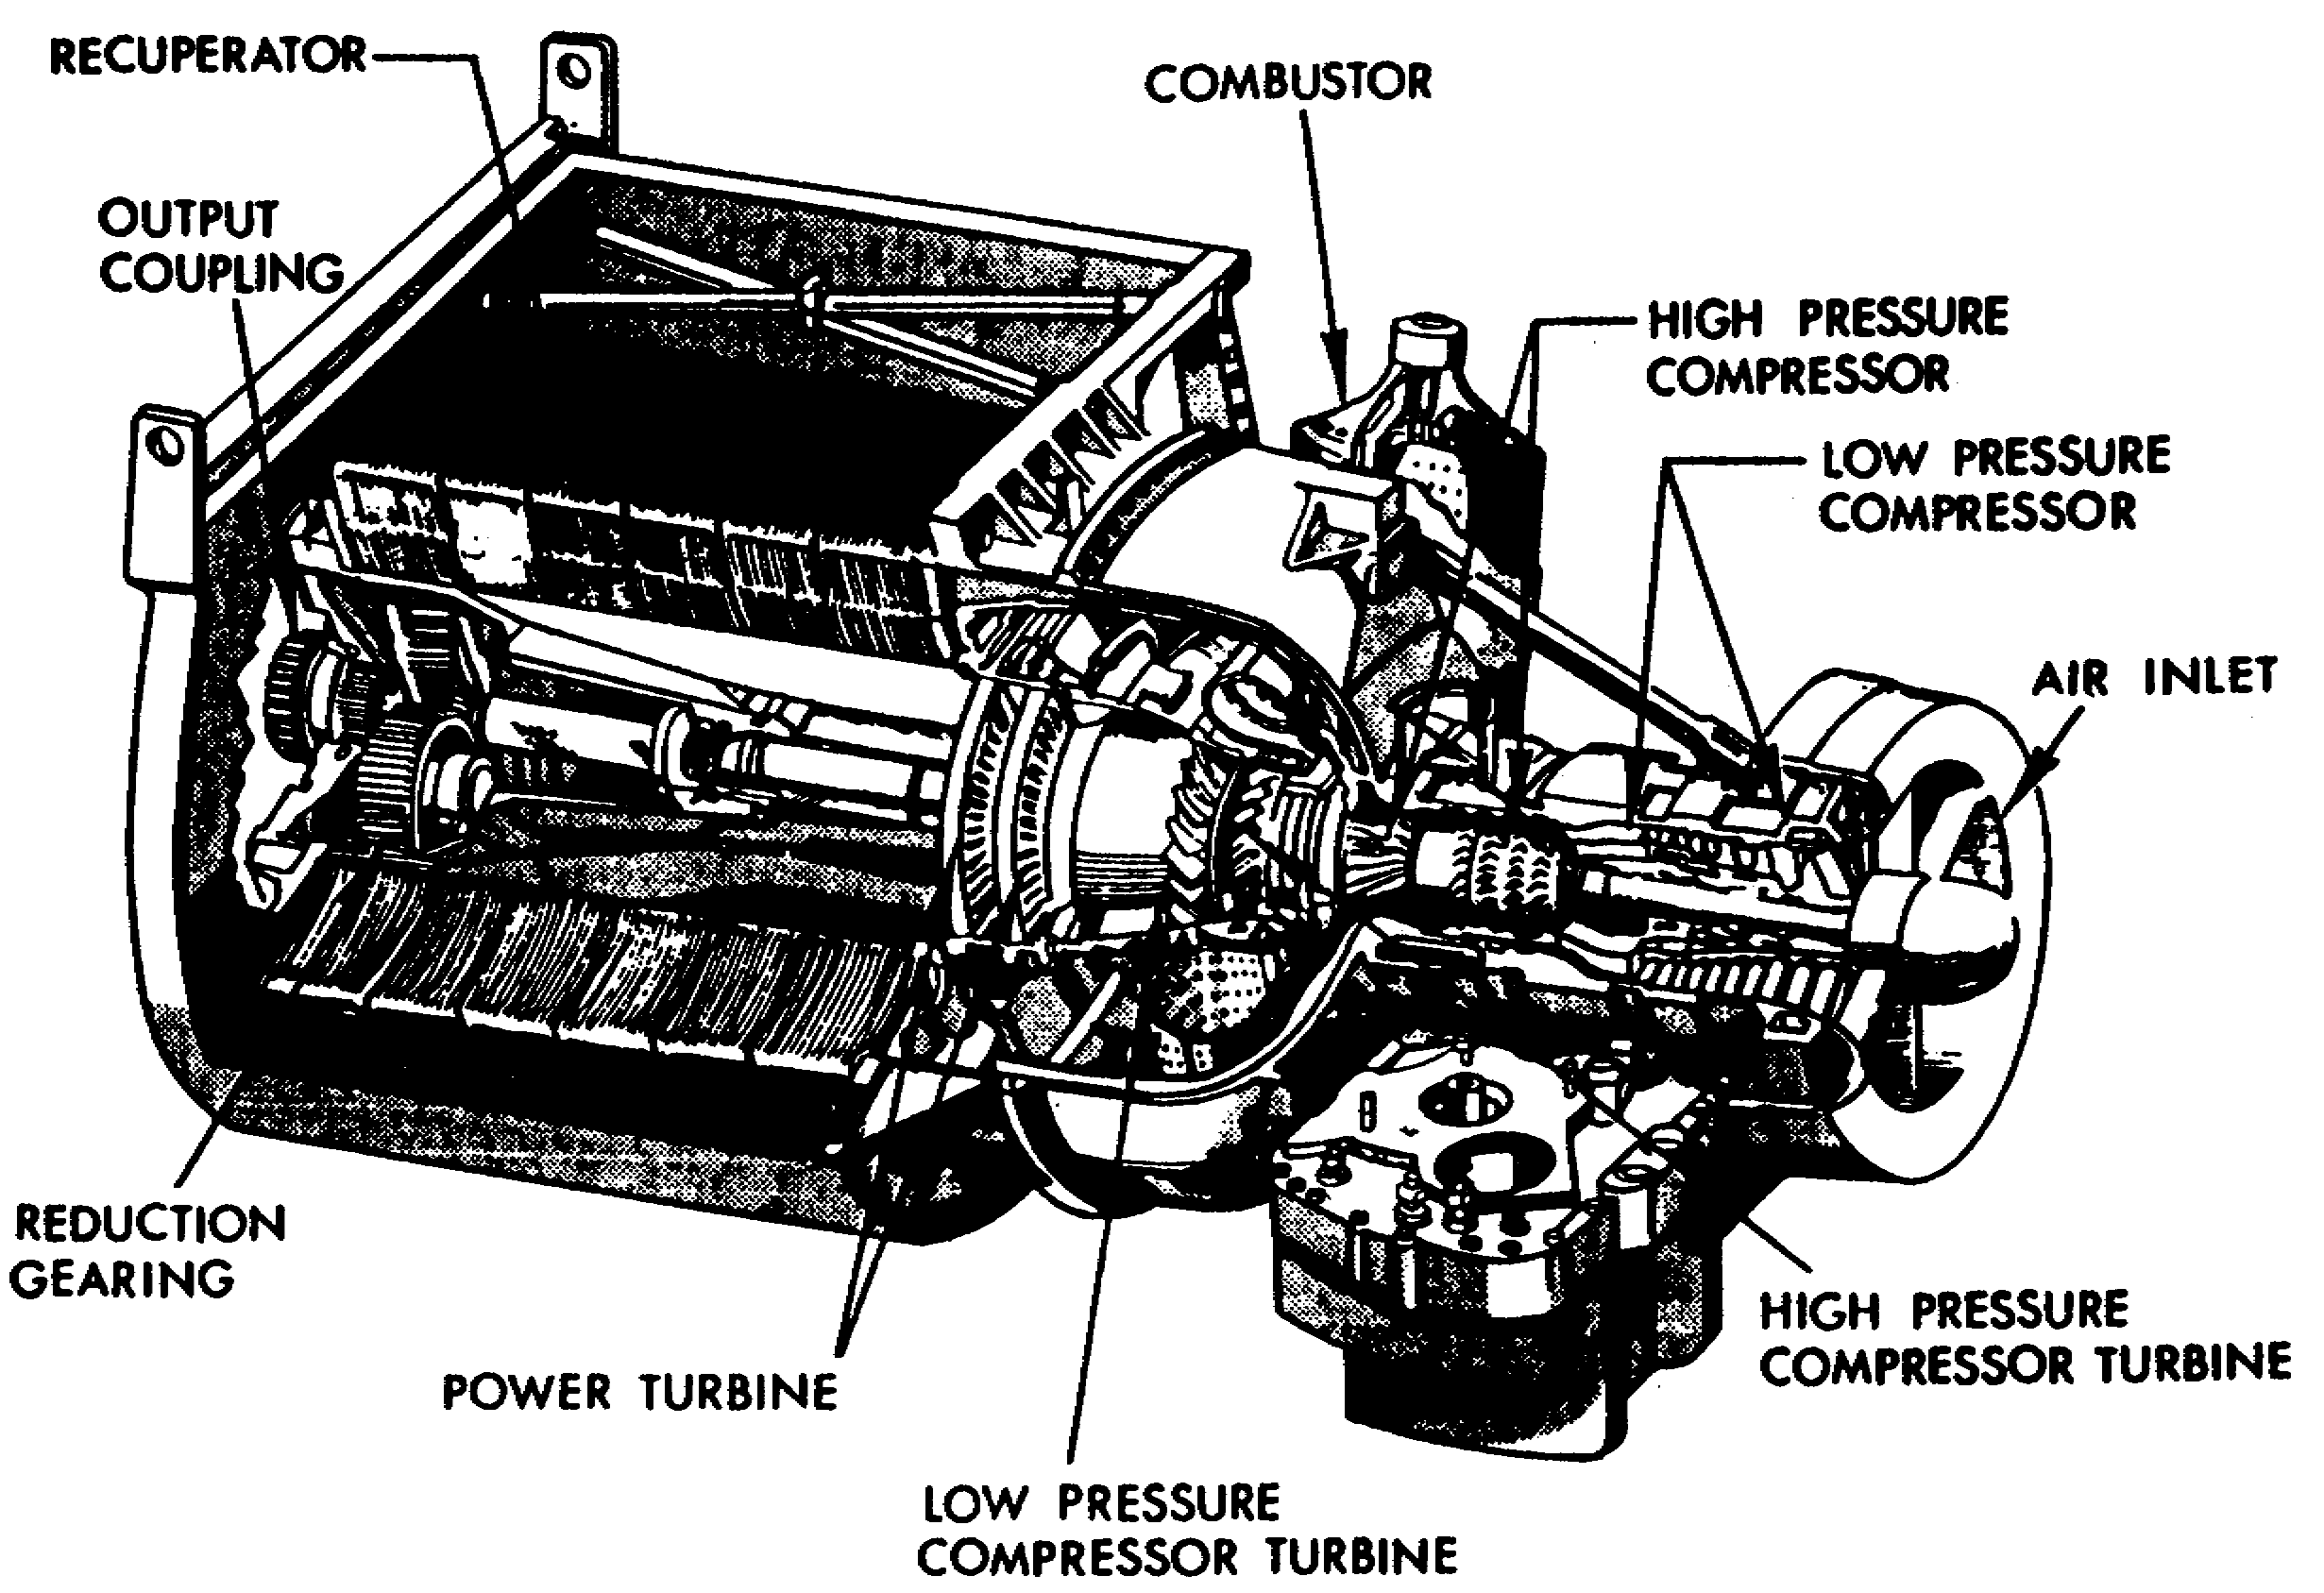 RECUPERATOR
COMBUSTOR
OUTPUT
COUPLING
HIGH PRESSURE
COMPRESSOR
LOW PRESSURE
COMPRESSOR
AIR INLET
REDUCTION
GEARING
HIGH PRESSURE
COMPRESSOR TURBINE
POWER TURBINE
LOW PRESSURE
COMPRESSOR TURBINE